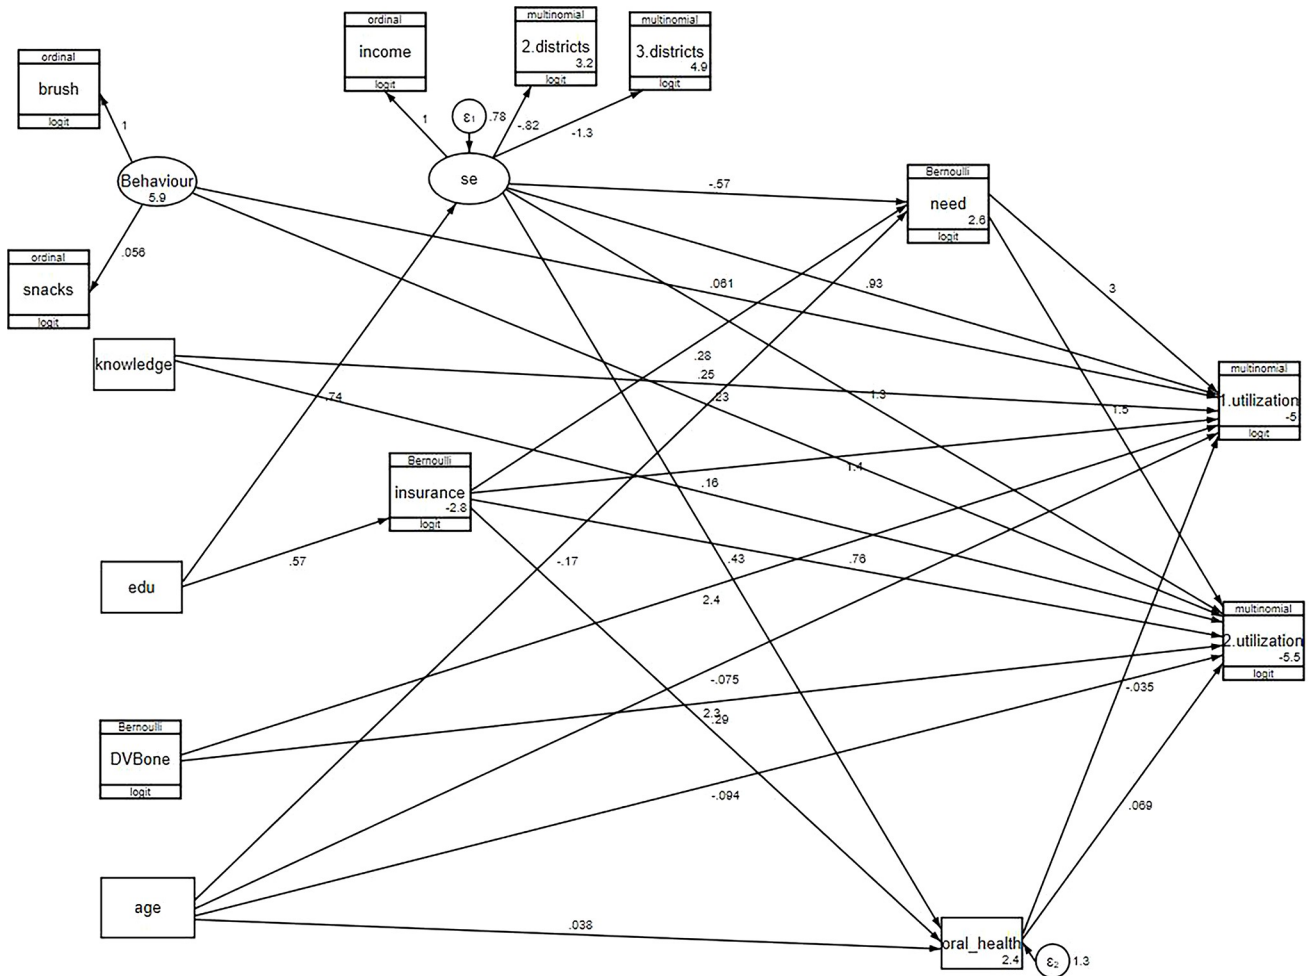 ordinal
income
logit
multinomial
2.districts
3.2
logit
multinomial
3.districts
4.9
logit
ordinal
brush
logit
1
1
ε1
.78
-.82
-1.3
Behaviour
5.9
se
-.57
Bernoulli
need
2.6
logit
.056
ordinal
snacks
logit
.061
.93
3
knowledge
.28
.25
.23
1.3
1.5
multinomial
1.utilization
-5
logit
.74
Bernoulli
insurance
-2.8
logit
1.4
.16
edu
.57
-.17
.43
.76
2.4
multinomial
2.utilization
-5.5
logit
-.075
-.035
2.3
.29
Bernoulli
DVBone
logit
-.094
.069
age
.038
oral_health
2.4
ε2
1.3